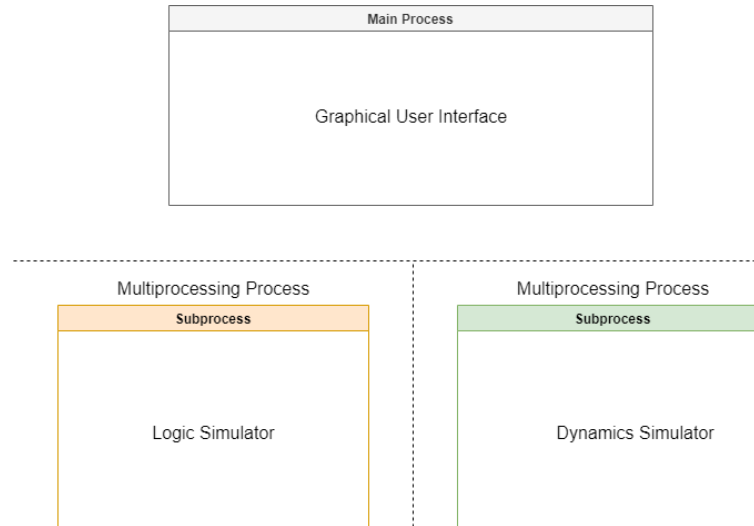 Main Process
Graphical User Interface
Multiprocessing Process
Multiprocessing Process
Subprocess
Subprocess
Logic Simulator
Dynamics Simulator